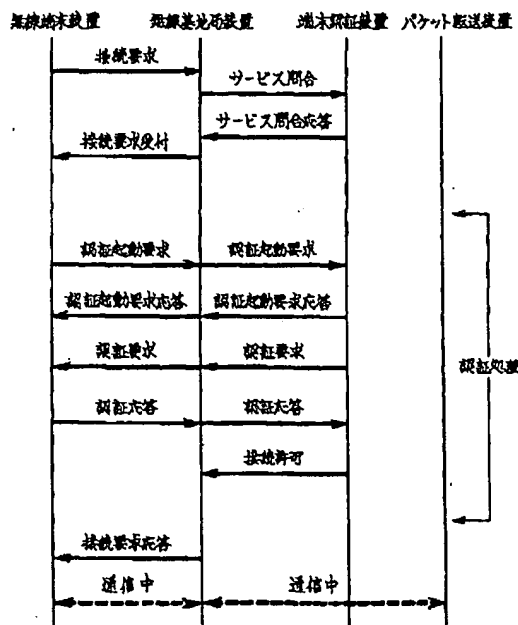 無線端末装置 無線基地局装置 端末認証装置 パケット転送装置
接続要求
サービス問合
サービス問合応答
接続要求受付
認証起動要求 認証起動要求
認証起動要求応答 認証起動要求応答
認証要求 認証要求
認証処理
認証応答 認証応答
接続許可
接続要求応答
通信中 通信中